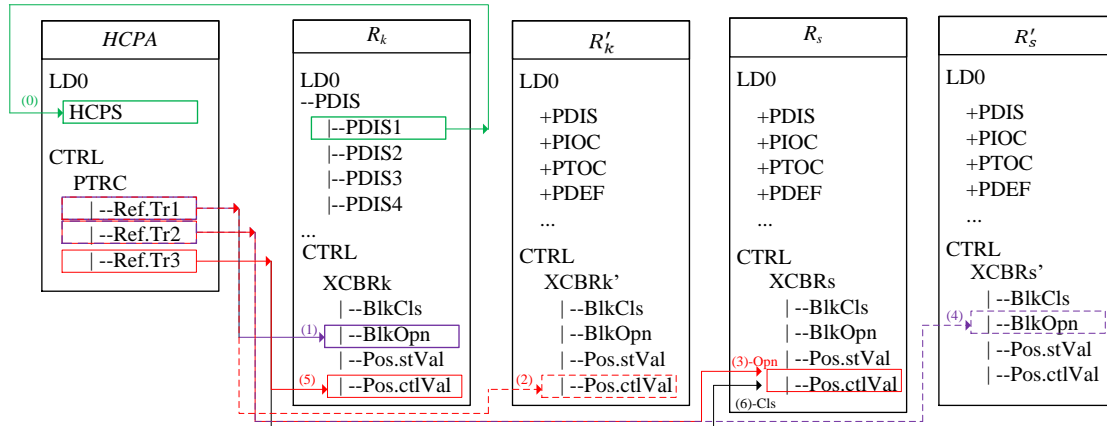 HCPA
LD0
(0)
HCPS
CTRL
PTRC
| --Ref.Tr1
| --Ref.Tr2
| --Ref.Tr3
R_k
LD0
--PDIS
|--PDIS1
|--PDIS2
|--PDIS3
|--PDIS4
...
CTRL
XCBRk
| --BlkCls
(1)
| --BlkOpn
| --Pos.stVal
(5)
| --Pos.ctlVal
R'_k
LD0
+PDIS
+PIOC
+PTOC
+PDEF
...
CTRL
XCBRk’
| --BlkCls
| --BlkOpn
| --Pos.stVal
(2)
| --Pos.ctlVal
R_s
LD0
+PDIS
+PIOC
+PTOC
+PDEF
...
CTRL
XCBRs
| --BlkCls
| --BlkOpn
| --Pos.stVal
(3)-Opn
| --Pos.ctlVal
(6)-Cls
R'_s
LD0
+PDIS
+PIOC
+PTOC
+PDEF
...
CTRL
XCBRs’
| --BlkCls
(4)
| --BlkOpn
| --Pos.stVal
| --Pos.ctlVal